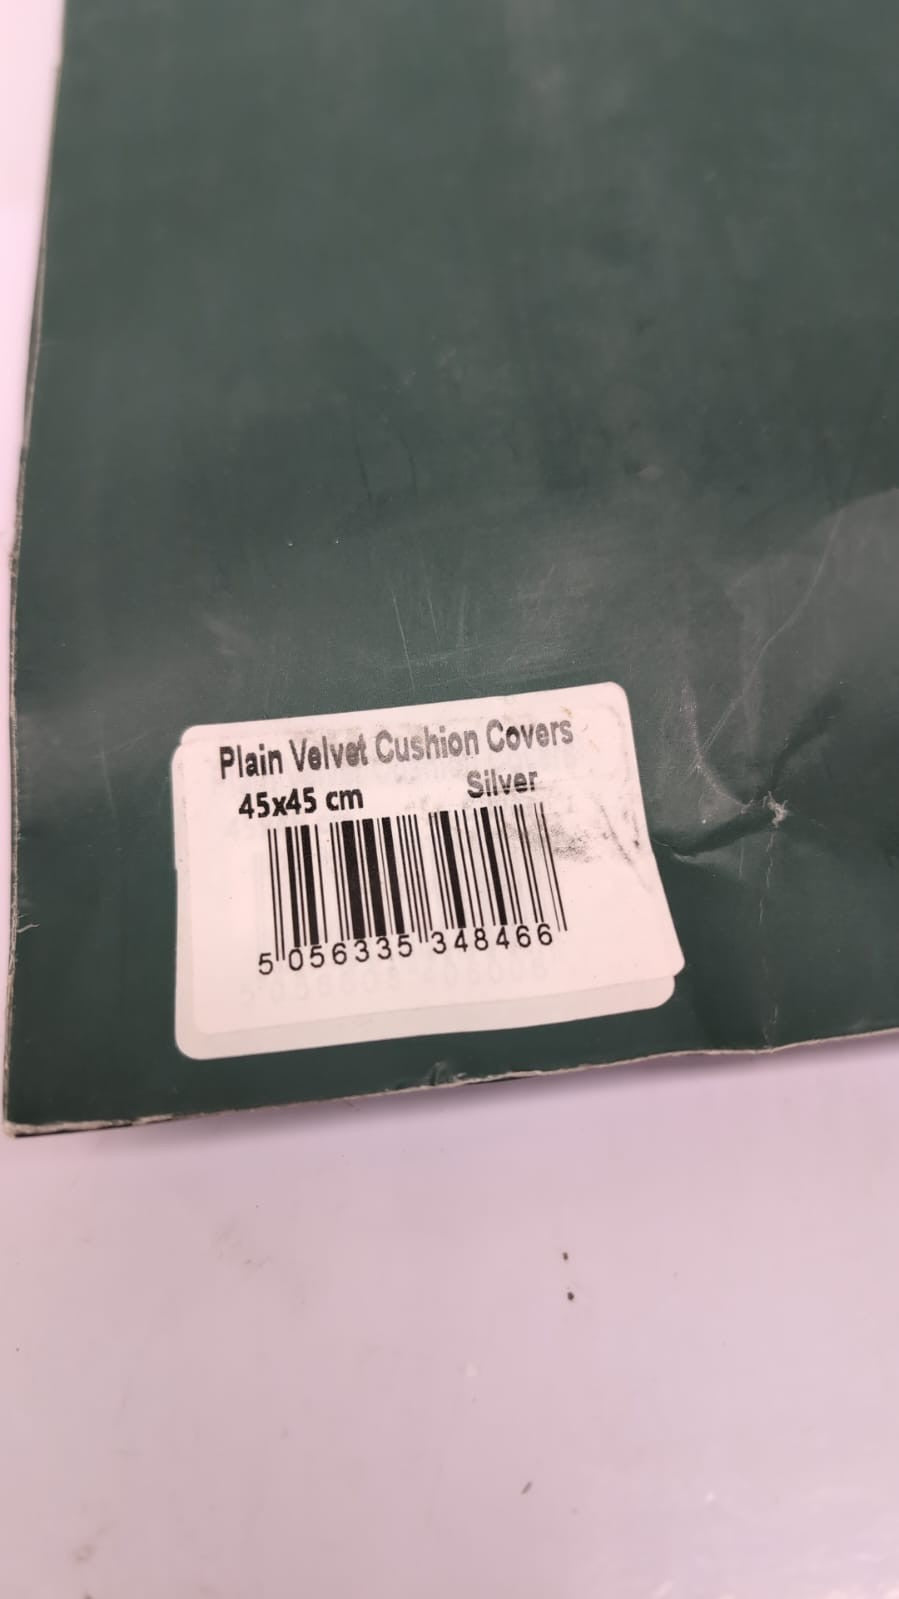 Plain Velvet Cushion Covers
Silver
45x45 cm
5 056335 348466